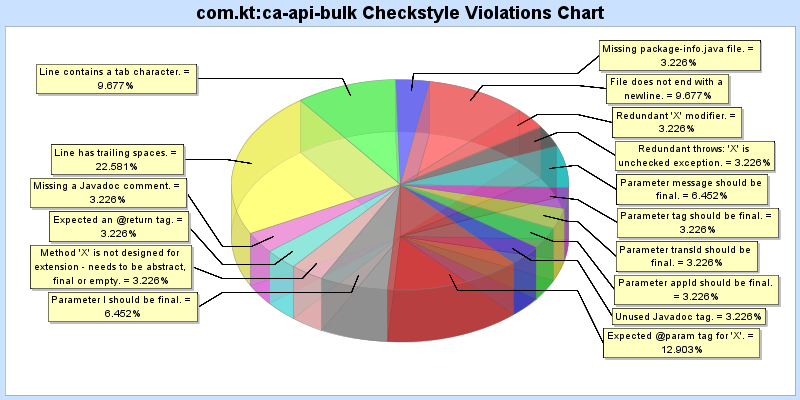 com.kt:ca-api-bulk Checkstyle Violations Chart
Missing package-info.java file. =
3.226%
File does not end with a
newline. = 9.677%
Redundant 'X' modifier. =
3.226%
Redundant throws: 'X' is
unchecked exception. = 3.226%
Parameter message should be
final. = 6.452%
Parameter tag should be final. =
3.226%
Parameter transId should be
final. = 3.226%
Parameter appId should be final.
= 3.226%
Unused Javadoc tag. = 3.226%
Expected @param tag for 'X'. =
12.903%
Line contains a tab character. =
9.677%
Line has trailing spaces. =
22.581%
Missing a Javadoc comment. =
3.226%
Expected an @return tag. =
3.226%
Method 'X' is not designed for
extension - needs to be abstract,
final or empty. = 3.226%
Parameter l should be final. =
6.452%